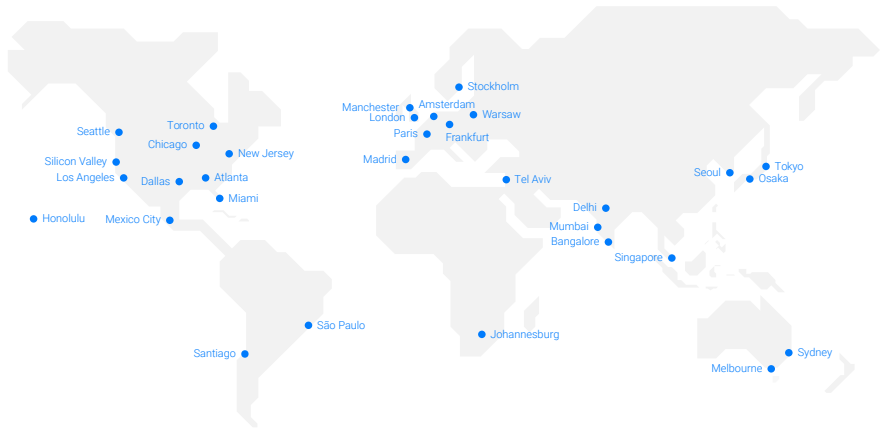 Stockholm
Manchester
Amsterdam
London
Warsaw
Seattle
Toronto
Paris
Frankfurt
Chicago
New Jersey
Silicon Valley
Madrid
Tokyo
Los Angeles
Dallas
Atlanta
Tel Aviv
Seoul
Osaka
Miami
Delhi
Honolulu
Mexico City
Mumbai
Bangalore
Singapore
São Paulo
Johannesburg
Santiago
Sydney
Melbourne